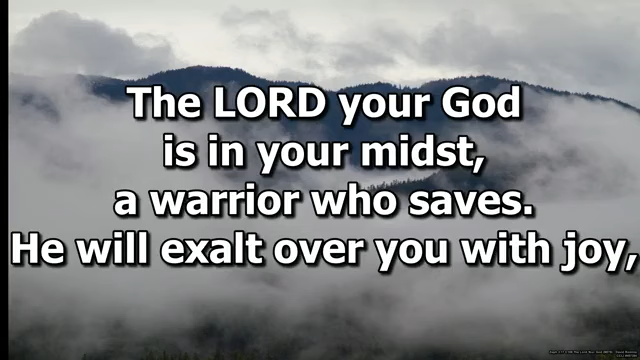 The LORD your God
is in your midst,
a warrior who saves.
He will exalt over you with joy,